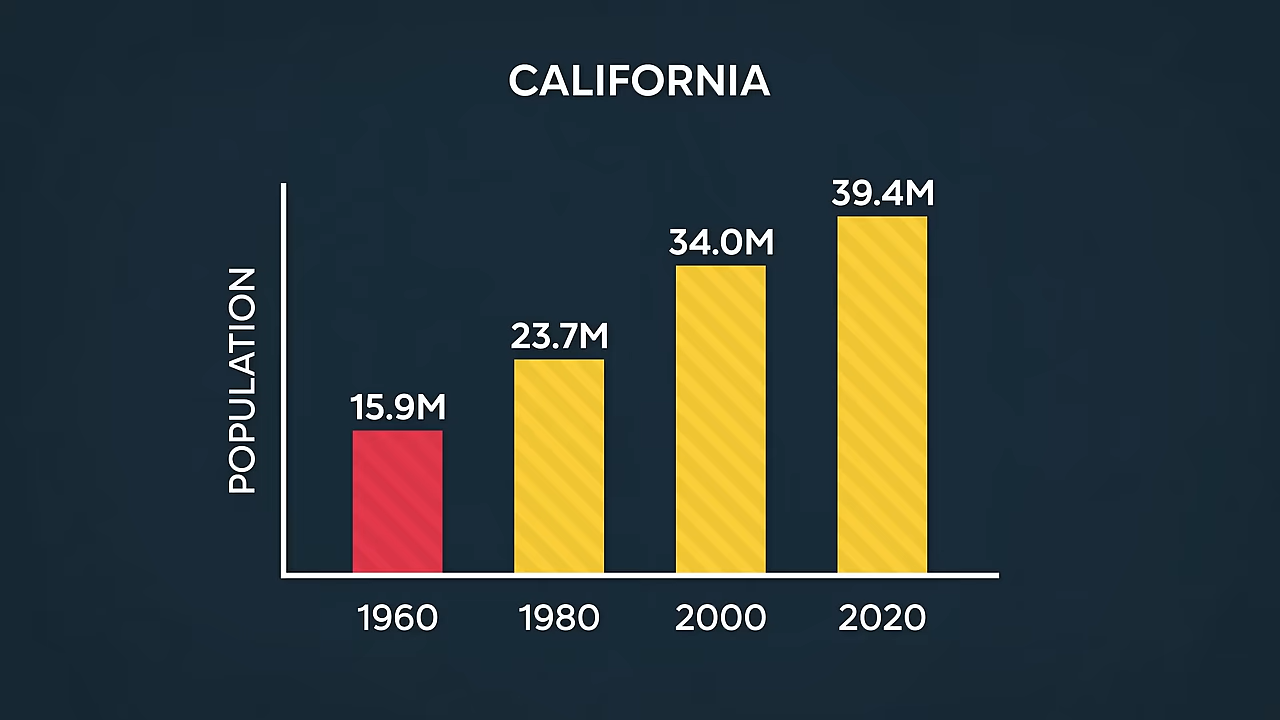 CALIFORNIA
POPULATION
15.9M
23.7M
34.0M
39.4M
1960
1980
2000
2020